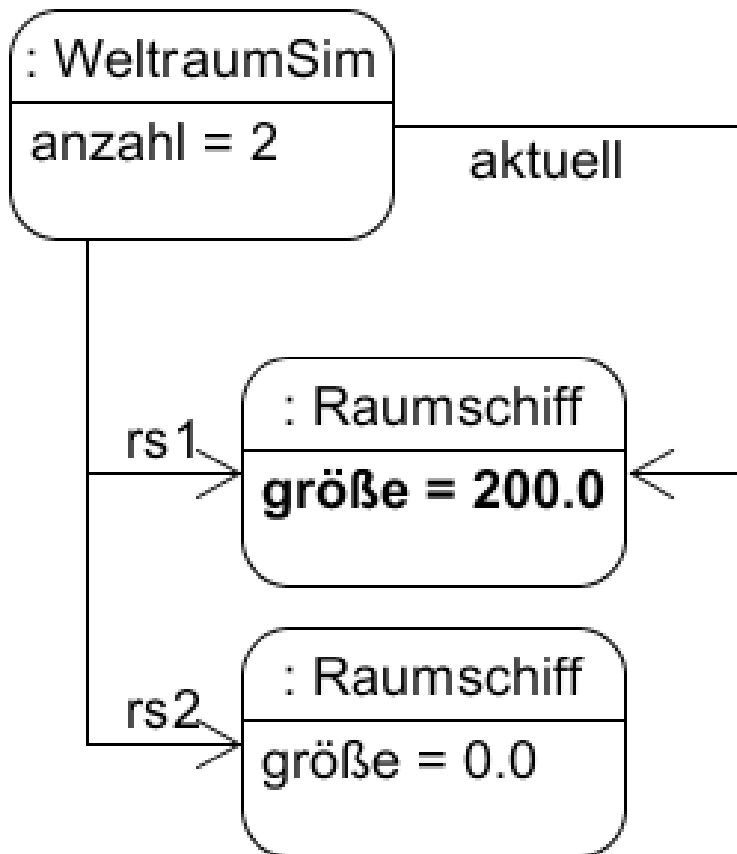 : WeltraumSim
anzahl = 2
aktuell
: Raumschiff
rs1
größe = 200.0
: Raumschiff
rs2
größe = 0.0